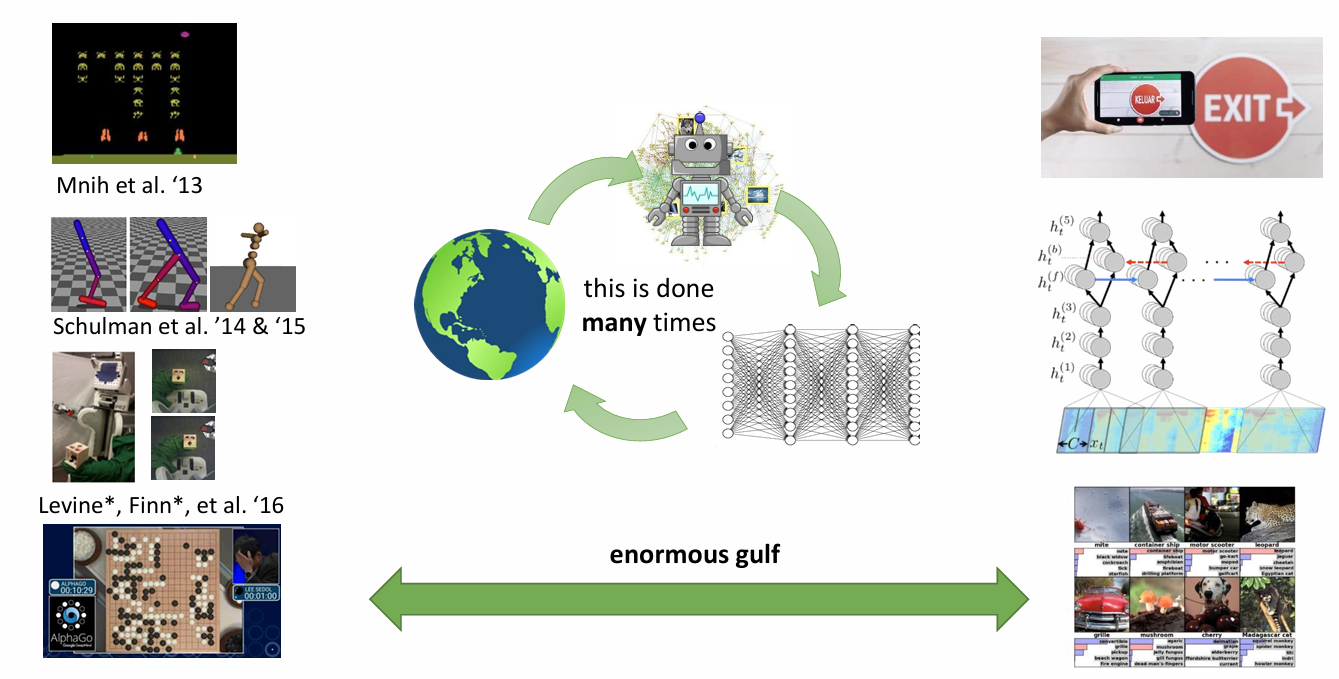 Mnih et al. ‘13
Schulman et al. ’14 & ‘15
Levine*, Finn*, et al. ‘16
ALPHAGO
00:10:29
LEE SEDOL
00:01:00
AlphaGo
Google DeepMind
this is done
many times
enormous gulf
KELUAR
EXIT
h_t^{(5)}
h_t^{(b)}
h_t^{(f)}
h_t^{(3)}
h_t^{(2)}
h_t^{(1)}
C x_t
mite container ship motor scooter leopard
mite container ship motor scooter leopard
black widow lifeboat go-kart jaguar
cockroach amphibian moped cheetah
tick fireboat bumper car snow leopard
starfish drilling platform golfcart Egyptian cat
grille mushroom cherry Madagascar cat
convertible agaric dalmatian squirrel monkey
grille mushroom grape spider monkey
pickup jelly fungus elderberry titi
beach wagon gill fungus ffordshire bullterrier indri
fire engine dead-man's-fingers currant howler monkey